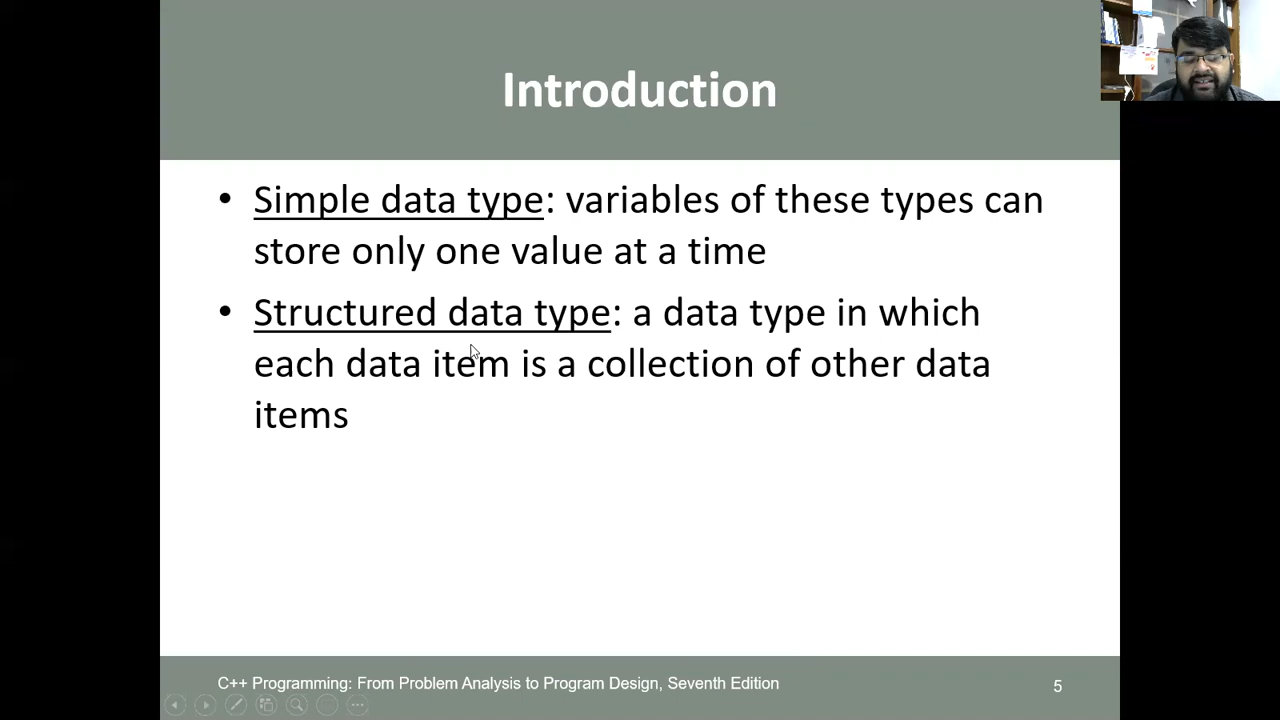 Introduction
• Simple data type: variables of these types can
store only one value at a time
• Structured data type: a data type in which
each data item is a collection of other data
items
C++ Programming: From Problem Analysis to Program Design, Seventh Edition
5